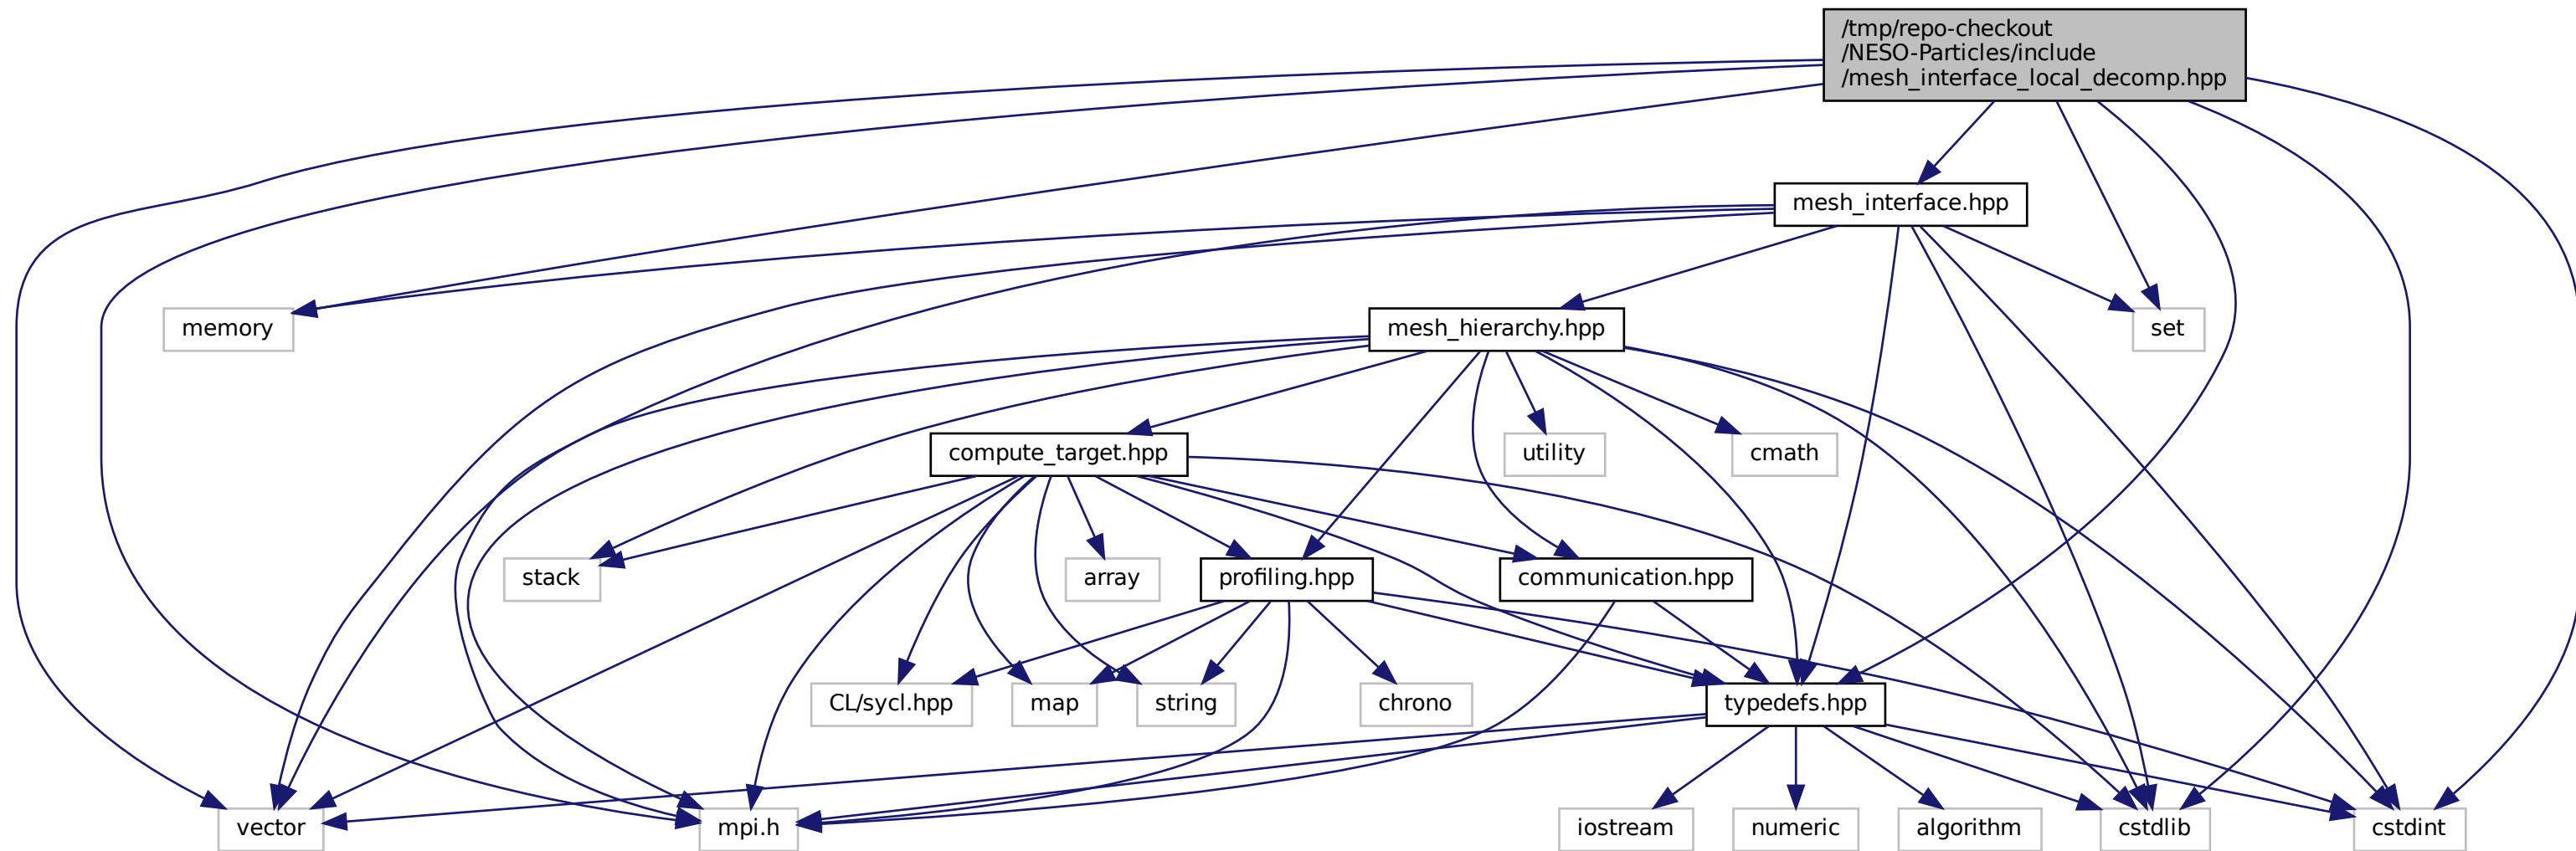 /tmp/repo-checkout
/NESO-Particles/include
/mesh_interface_local_decomp.hpp
mesh_interface.hpp
memory
mesh_hierarchy.hpp
set
compute_target.hpp
utility
cmath
stack
array
profiling.hpp
communication.hpp
CL/sycl.hpp
map
string
chrono
typedefs.hpp
vector
mpi.h
iostream
numeric
algorithm
cstdlib
cstdint